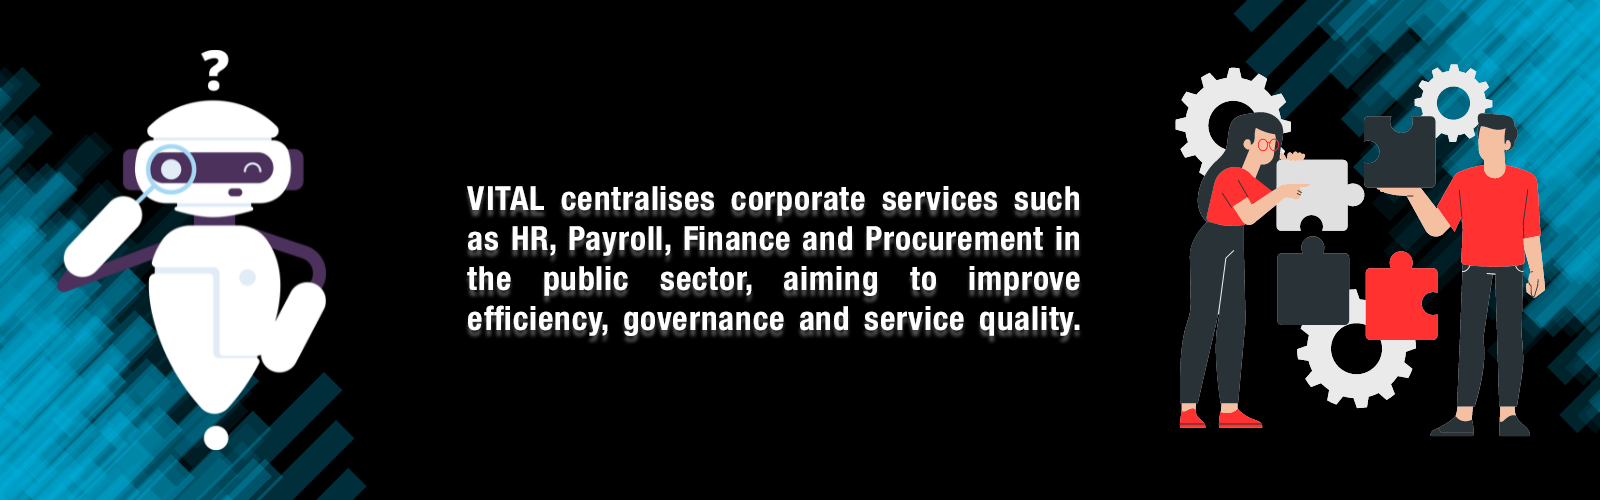 ?
VITAL centralises corporate services such
as HR, Payroll, Finance and Procurement in
the public sector, aiming to improve
efficiency, governance and service quality.